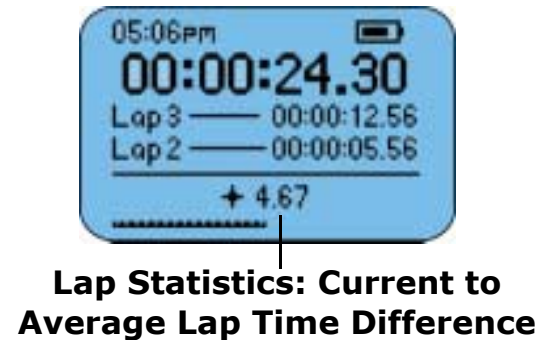 05:06PM
00:00:24.30
Lap 3 00:00:12.56
Lap 2 00:00:05.56
+ 4.67
Lap Statistics: Current to
Average Lap Time Difference